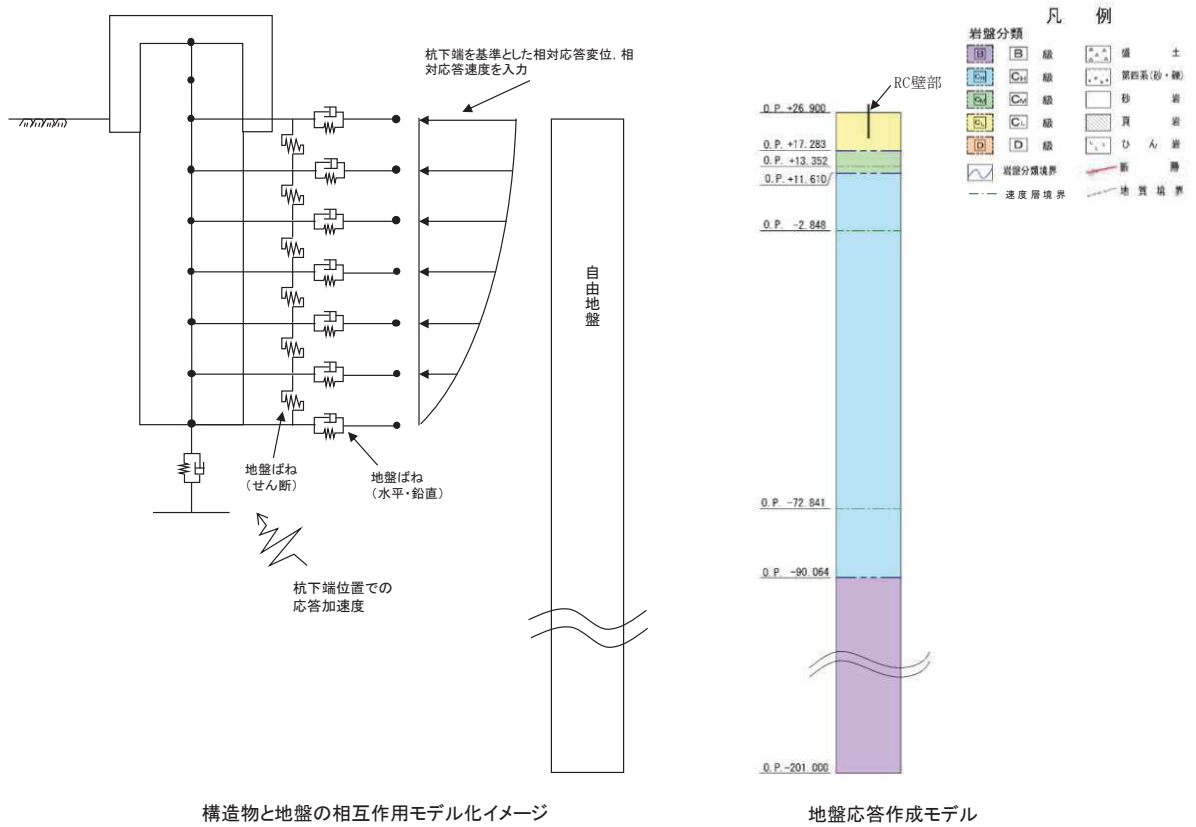 杭下端を基準とした相対応答変位，相
対応答速度を入力
自由地盤
地盤ばね
（せん断）
地盤ばね
（水平・鉛直）
杭下端位置での
応答加速度
構造物と地盤の相互作用モデル化イメージ
RC壁部
O.P. +26.900
O.P. +17.283
O.P. +13.352
O.P. +11.610
O.P. -2.848
O.P. -72.841
O.P. -90.064
O.P.-201.000
地盤応答作成モデル
凡 例
岩盤分類
B B 級
CH CH 級
CM CM 級
CL CL 級
D D 級
岩盤分類境界
速度層境界
盛 土
第四系(砂・礫)
砂 岩
頁 岩
ひ ん 岩
断 層
地 質 境 界